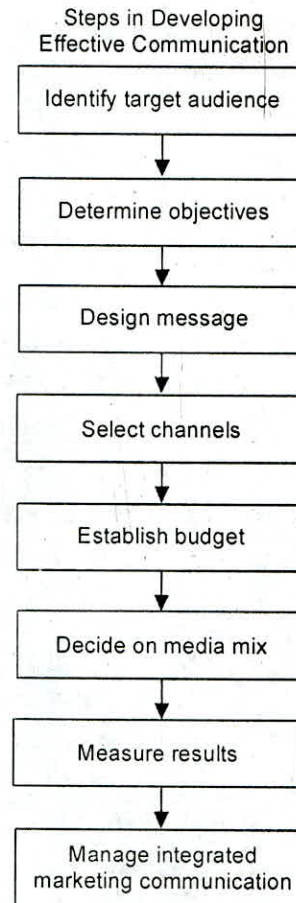 Steps in Developing
Effective Communication
Identify target audience
Determine objectives
Design message
Select channels
Establish budget
Decide on media mix
Measure results
Manage integrated
marketing communication